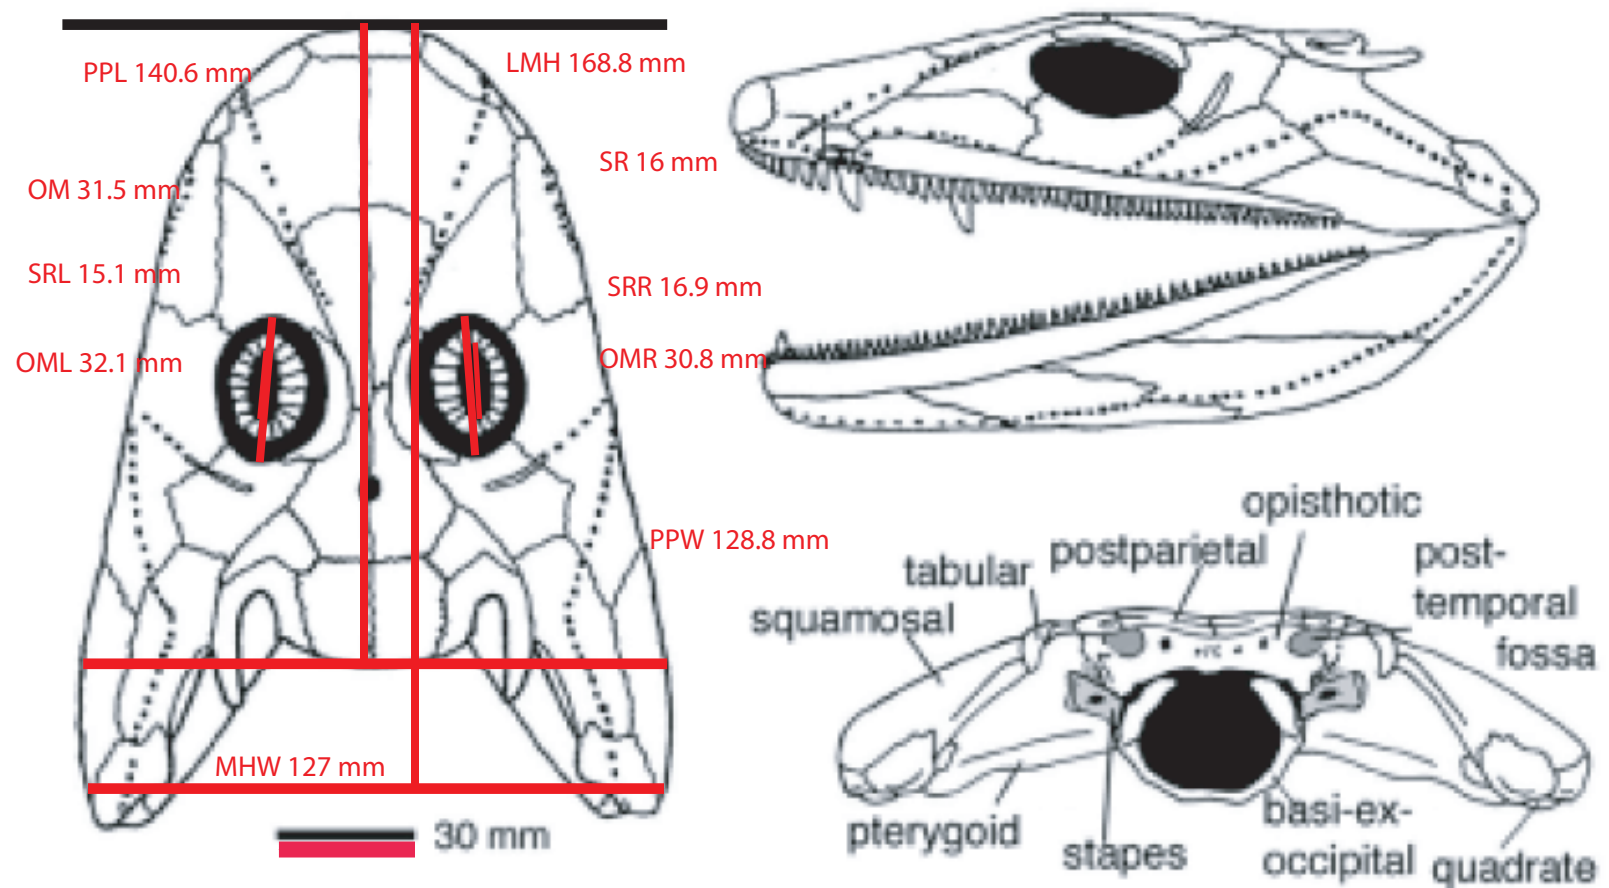 PPL 140.6 mm
LMH 168.8 mm
OM 31.5 mm
SR 16 mm
SRL 15.1 mm
SRR 16.9 mm
OML 32.1 mm
OMR 30.8 mm
PPW 128.8 mm
MHW 127 mm
30 mm
opisthotic
postparietal
tabular
squamosal
post-
temporal
fossa
pterygoid
stapes
basi-ex-
occipital
quadrate